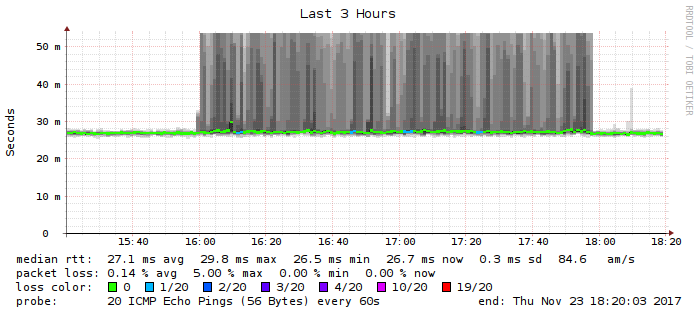 Last 3 Hours
RRDTOOL / TOBI OETIKER
Seconds
50 m
40 m
30 m
20 m
10 m
0
15:40 16:00 16:20 16:40 17:00 17:20 17:40 18:00 18:20
median rtt: 27.1 ms avg 29.8 ms max 26.5 ms min 26.7 ms now 0.3 ms sd 84.6 am/s
packet loss: 0.14 % avg 5.00 % max 0.00 % min 0.00 % now
loss color: 0 1/20 2/20 3/20 4/20 10/20 19/20
probe: 20 ICMP Echo Pings (56 Bytes) every 60s end: Thu Nov 23 18:20:03 2017